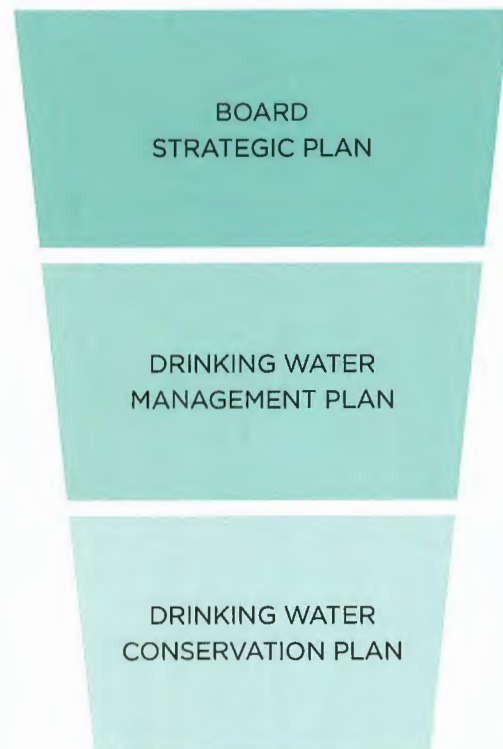 BOARD
STRATEGIC PLAN
DRINKING WATER
MANAGEMENT PLAN
DRINKING WATER
CONSERVATION PLAN